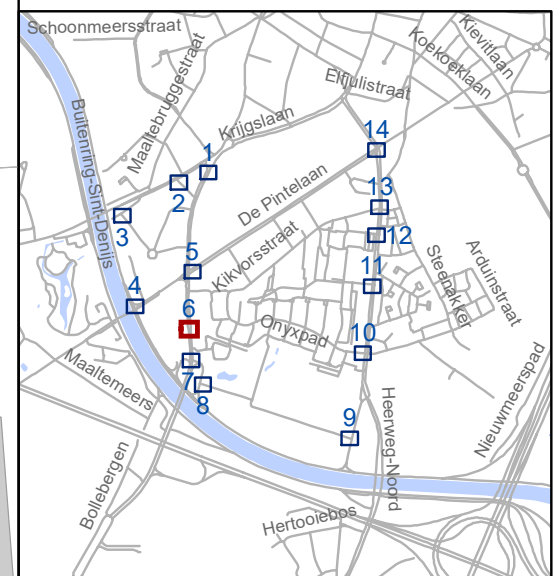 Schoonmeersstraat
Maaltebruggestraat
Kievitlaan
Koekoeklaan
Elfjulistraat
Krijgslaan
Buitenring-Sint-Denijs
14
1
2
De Pintelaan
13
3
12
Kikvorsstraat
5
11
Steenakker
Arduinstraat
4
6
Onyxpad
10
7
8
Maaltemeers
9
Heerweg-Noord
Nieuwmeerspad
Bollebergen
Hertooiebos